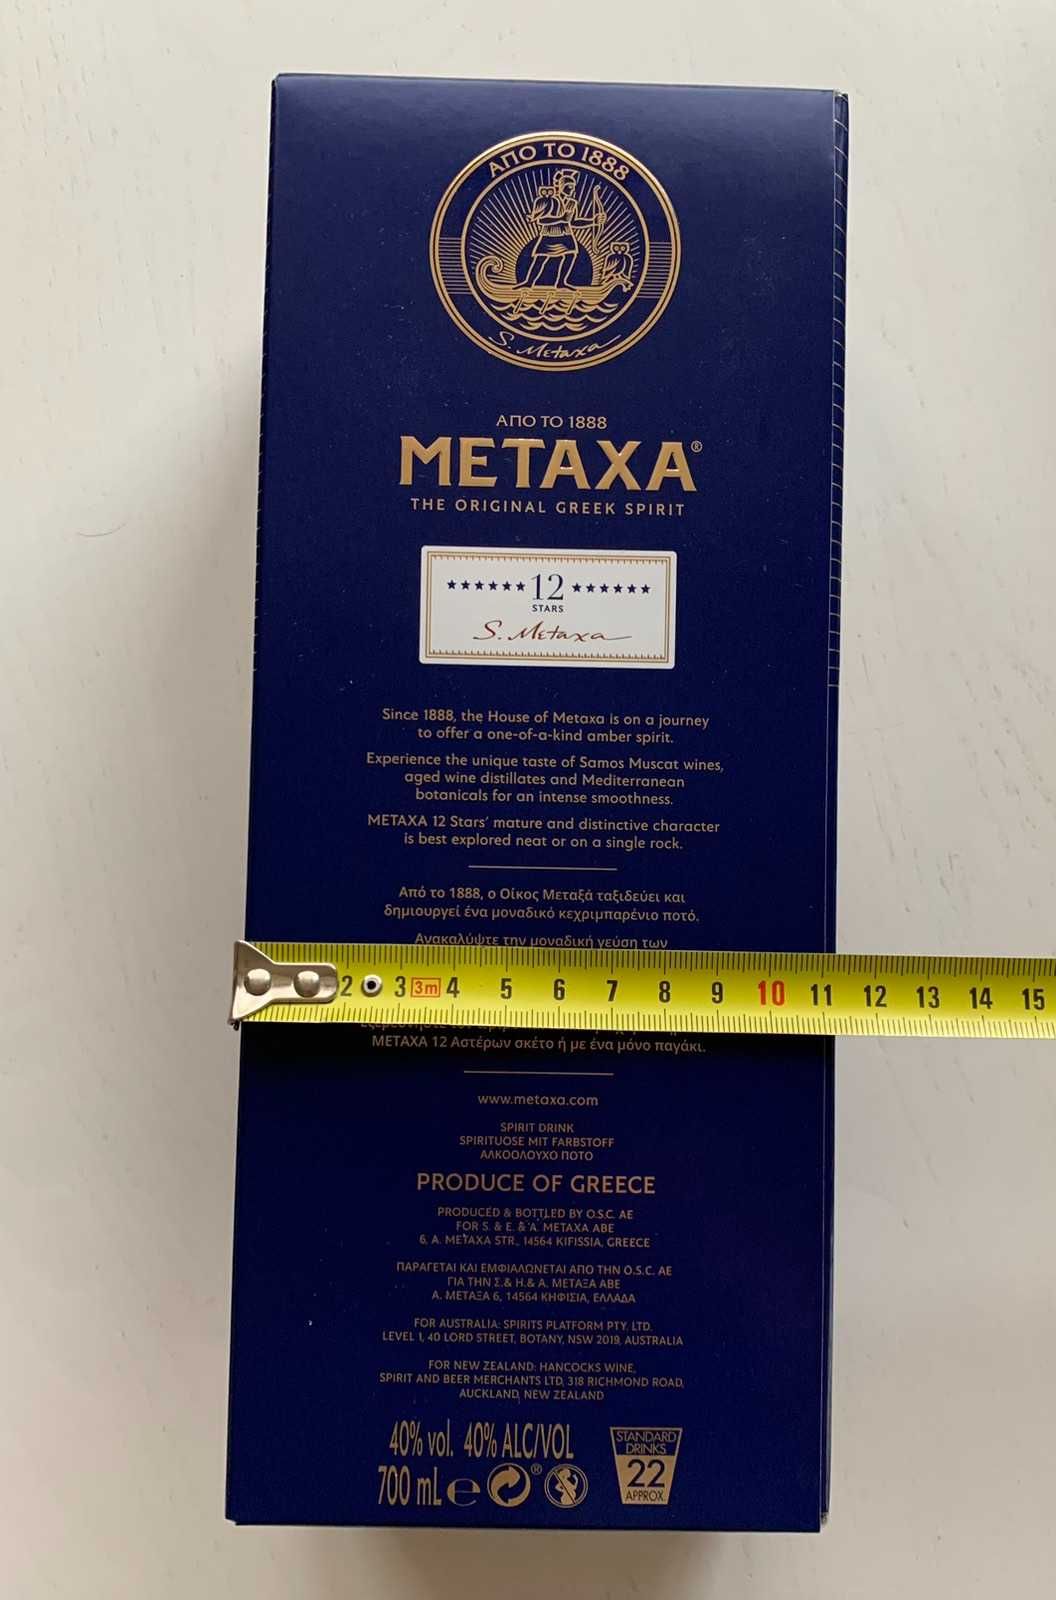 ΑΠΟ ΤΟ 1888
S. Metaxa
ΑΠΟ ΤΟ 1888
METAXA®
THE ORIGINAL GREEK SPIRIT
★★★★★★ 12 ★★★★★★
STARS
S. Metaxa
Since 1888, the House of Metaxa is on a journey
to offer a one-of-a-kind amber spirit.
Experience the unique taste of Samos Muscat wines,
aged wine distillates and Mediterranean
botanicals for an intense smoothness.
METAXA 12 Stars' mature and distinctive character
is best explored neat or on a single rock.
Από το 1888, ο Οίκος Μεταξά ταξιδεύει και
δημιουργεί ένα μοναδικό κεχριμπαρένιο ποτό.
Ανακαλύψτε την μοναδική γεύση των
2 3 3m 4 5 6 7 8 9 10 11 12 13 14 15
METAXA 12 Αστέρων σκέτο ή με ένα μόνο παγάκι.
www.metaxa.com
SPIRIT DRINK
SPIRITUOSE MIT FARBSTOFF
ΑΛΚΟΟΛΟΥΧΟ ΠΟΤΟ
PRODUCE OF GREECE
PRODUCED & BOTTLED BY O.S.C. AE
FOR S. & E. & A. METAXA ABE
6, A. METAXA STR., 14564 KIFISSIA, GREECE
ΠΑΡΑΓΕΤΑΙ ΚΑΙ ΕΜΦΙΑΛΩΝΕΤΑΙ ΑΠΟ ΤΗΝ O.S.C. AE
ΓΙΑ ΤΗΝ Σ.& Η.& Α. ΜΕΤΑΞΑ ΑΒΕ
Α. ΜΕΤΑΞΑ 6, 14564 ΚΗΦΙΣΙΑ, ΕΛΛΑΔΑ
FOR AUSTRALIA: SPIRITS PLATFORM PTY. LTD.
LEVEL 1, 40 LORD STREET, BOTANY, NSW 2019, AUSTRALIA
FOR NEW ZEALAND: HANCOCKS WINE,
SPIRIT AND BEER MERCHANTS LTD, 318 RICHMOND ROAD,
AUCKLAND, NEW ZEALAND
40% vol. 40% ALC/VOL
700 mL ℮ ®
STANDARD
DRINKS
22
APPROX.